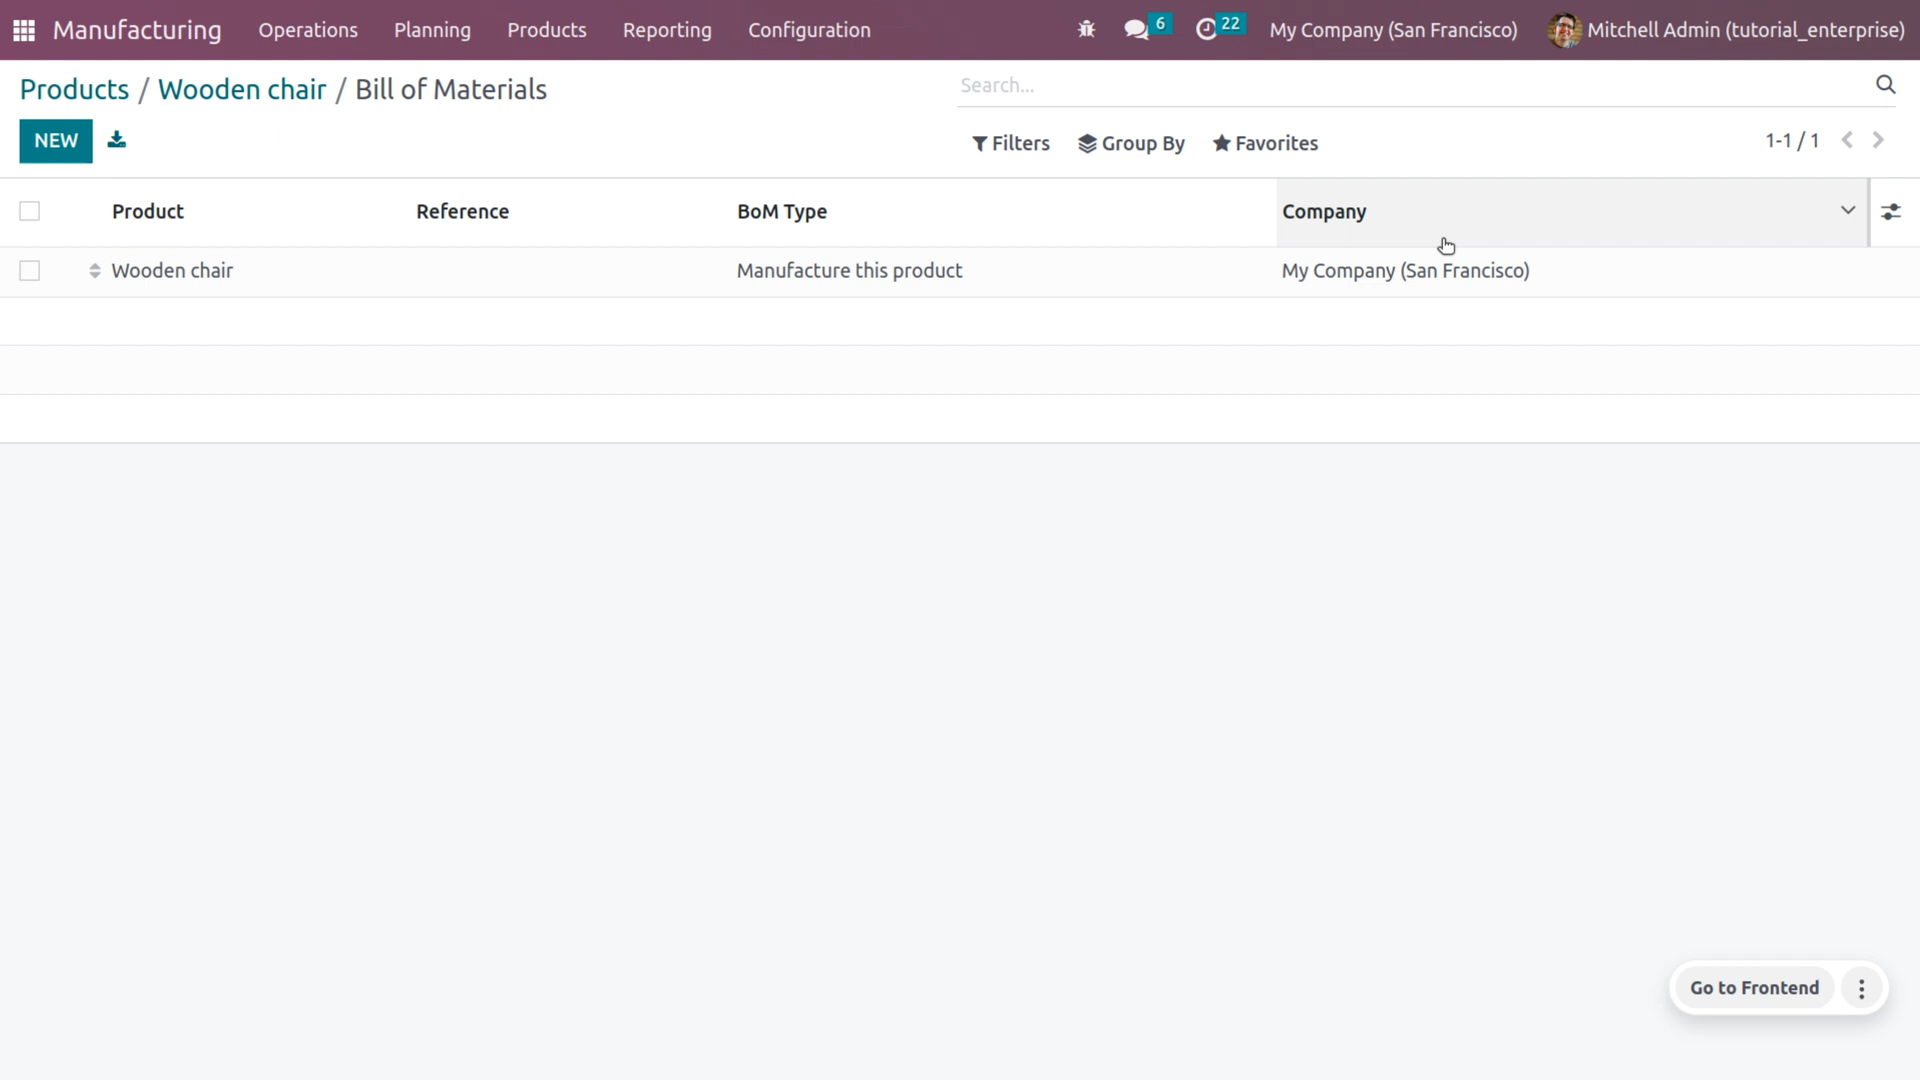 Manufacturing Operations Planning Products Reporting Configuration 6 22 My Company (San Francisco) Mitchell Admin (tutorial_enterprise)
Products / Wooden chair / Bill of Materials
Search...
NEW
Filters Group By Favorites
1-1 / 1
Product Reference BoM Type Company
Wooden chair Manufacture this product My Company (San Francisco)
Go to Frontend